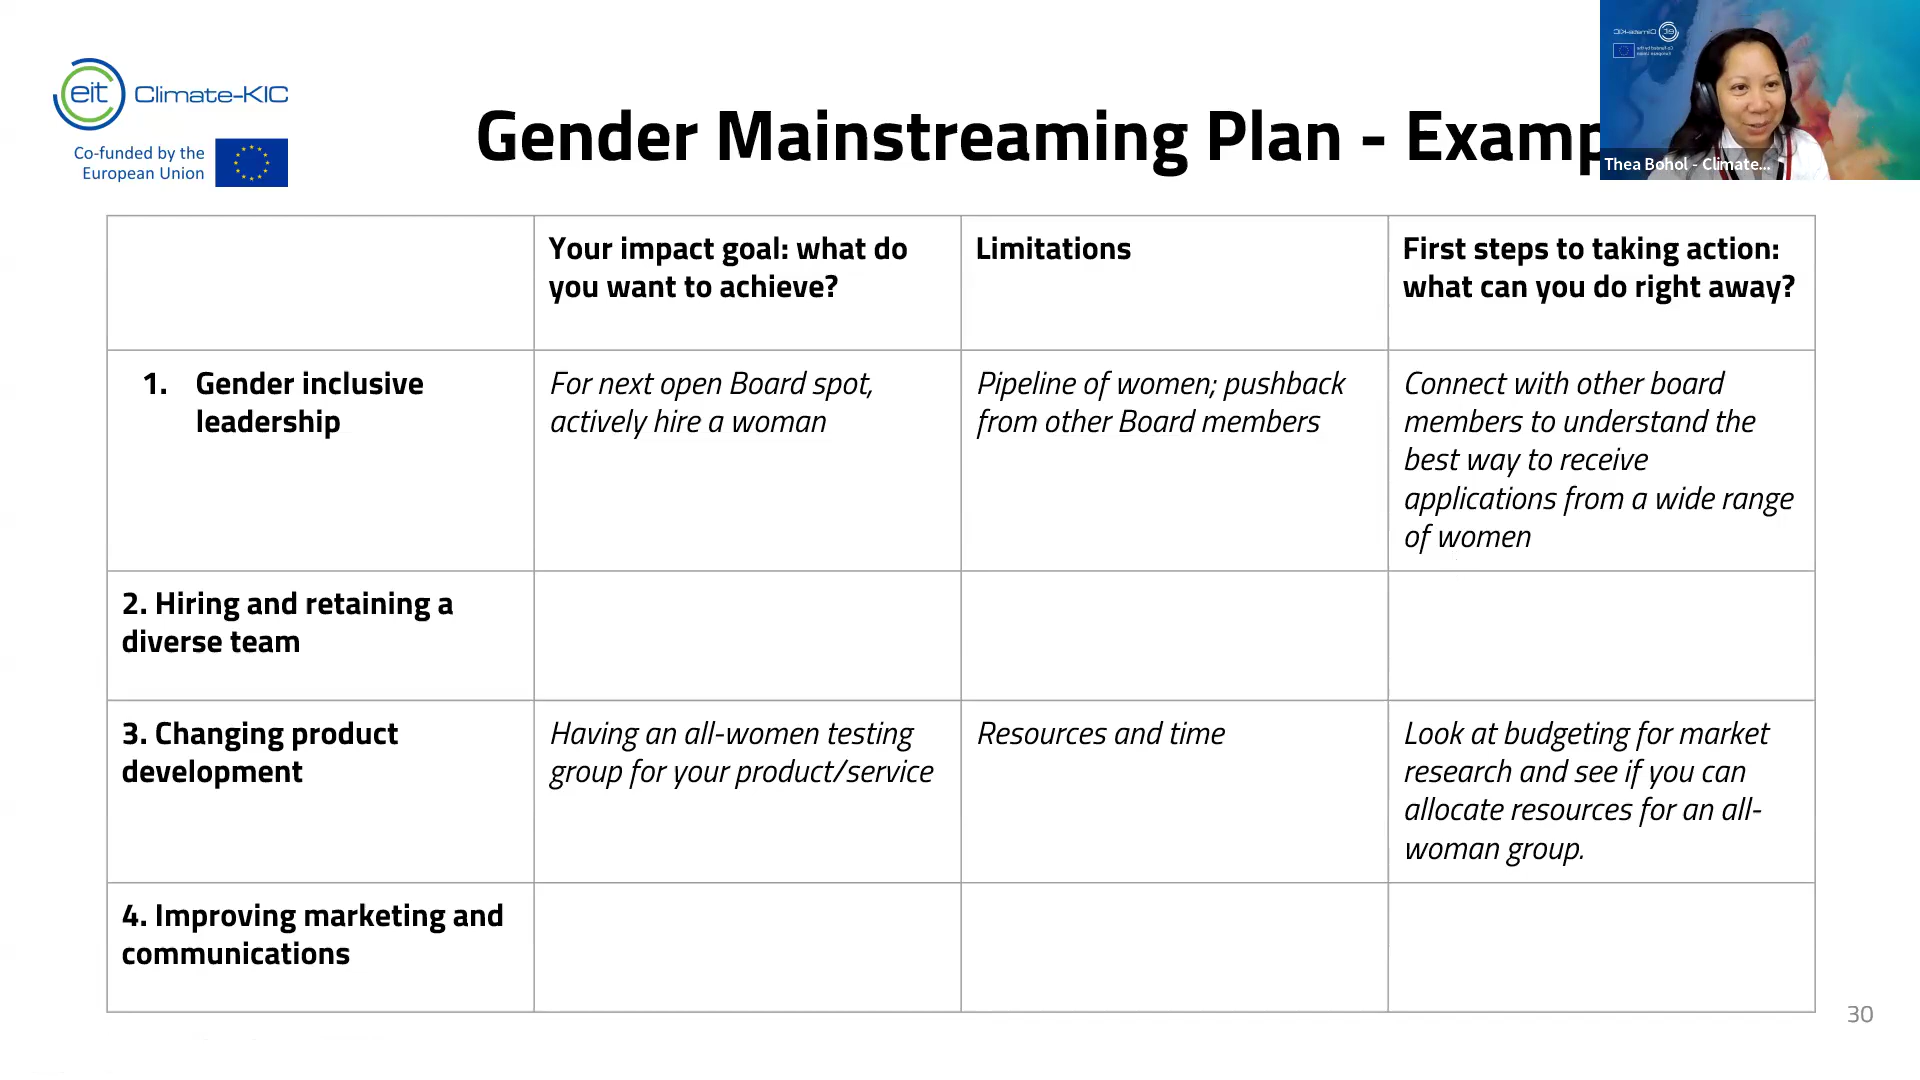 eit Climate-KIC
Co-funded by the
European Union
Gender Mainstreaming Plan - Examp
Thea Bohol - Climate...
Your impact goal: what do
you want to achieve?
Limitations
First steps to taking action:
what can you do right away?
1. Gender inclusive
leadership
For next open Board spot,
actively hire a woman
Pipeline of women; pushback
from other Board members
Connect with other board
members to understand the
best way to receive
applications from a wide range
of women
2. Hiring and retaining a
diverse team
3. Changing product
development
Having an all-women testing
group for your product/service
Resources and time
Look at budgeting for market
research and see if you can
allocate resources for an all-
woman group.
4. Improving marketing and
communications
30